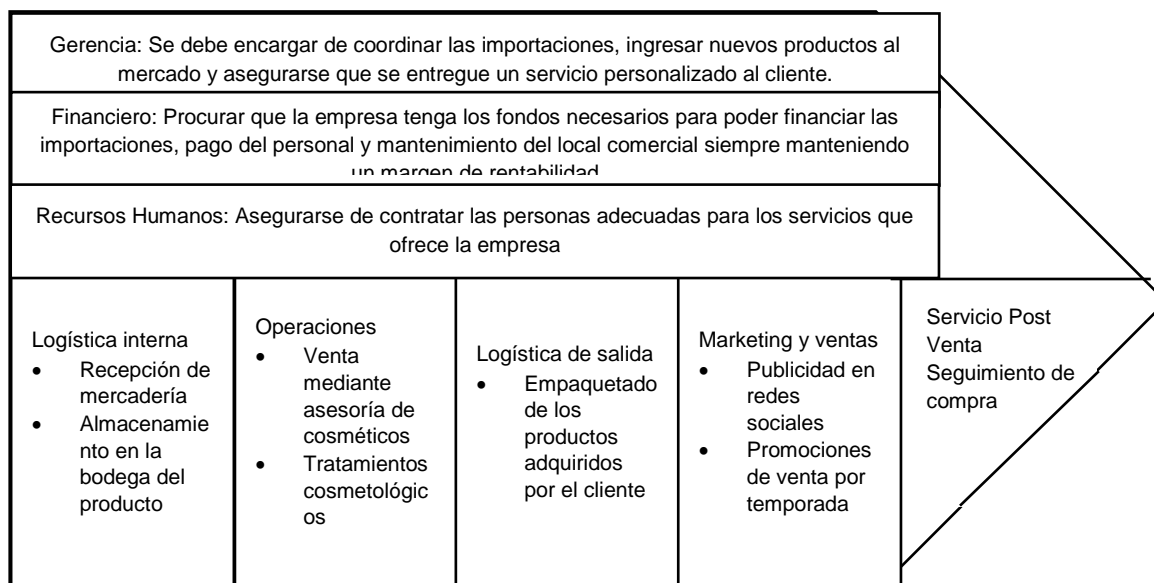 Gerencia: Se debe encargar de coordinar las importaciones, ingresar nuevos productos al
mercado y asegurarse que se entregue un servicio personalizado al cliente.
Financiero: Procurar que la empresa tenga los fondos necesarios para poder financiar las
importaciones, pago del personal y mantenimiento del local comercial siempre manteniendo
un margen de rentabilidad
Recursos Humanos: Asegurarse de contratar las personas adecuadas para los servicios que
ofrece la empresa
Logística interna
• Recepción de
mercadería
• Almacenamie
nto en la
bodega del
producto
Operaciones
• Venta
mediante
asesoría de
cosméticos
• Tratamientos
cosmetológic
os
Logística de salida
• Empaquetado
de los
productos
adquiridos
por el cliente
Marketing y ventas
• Publicidad en
redes
sociales
• Promociones
de venta por
temporada
Servicio Post
Venta
Seguimiento de
compra